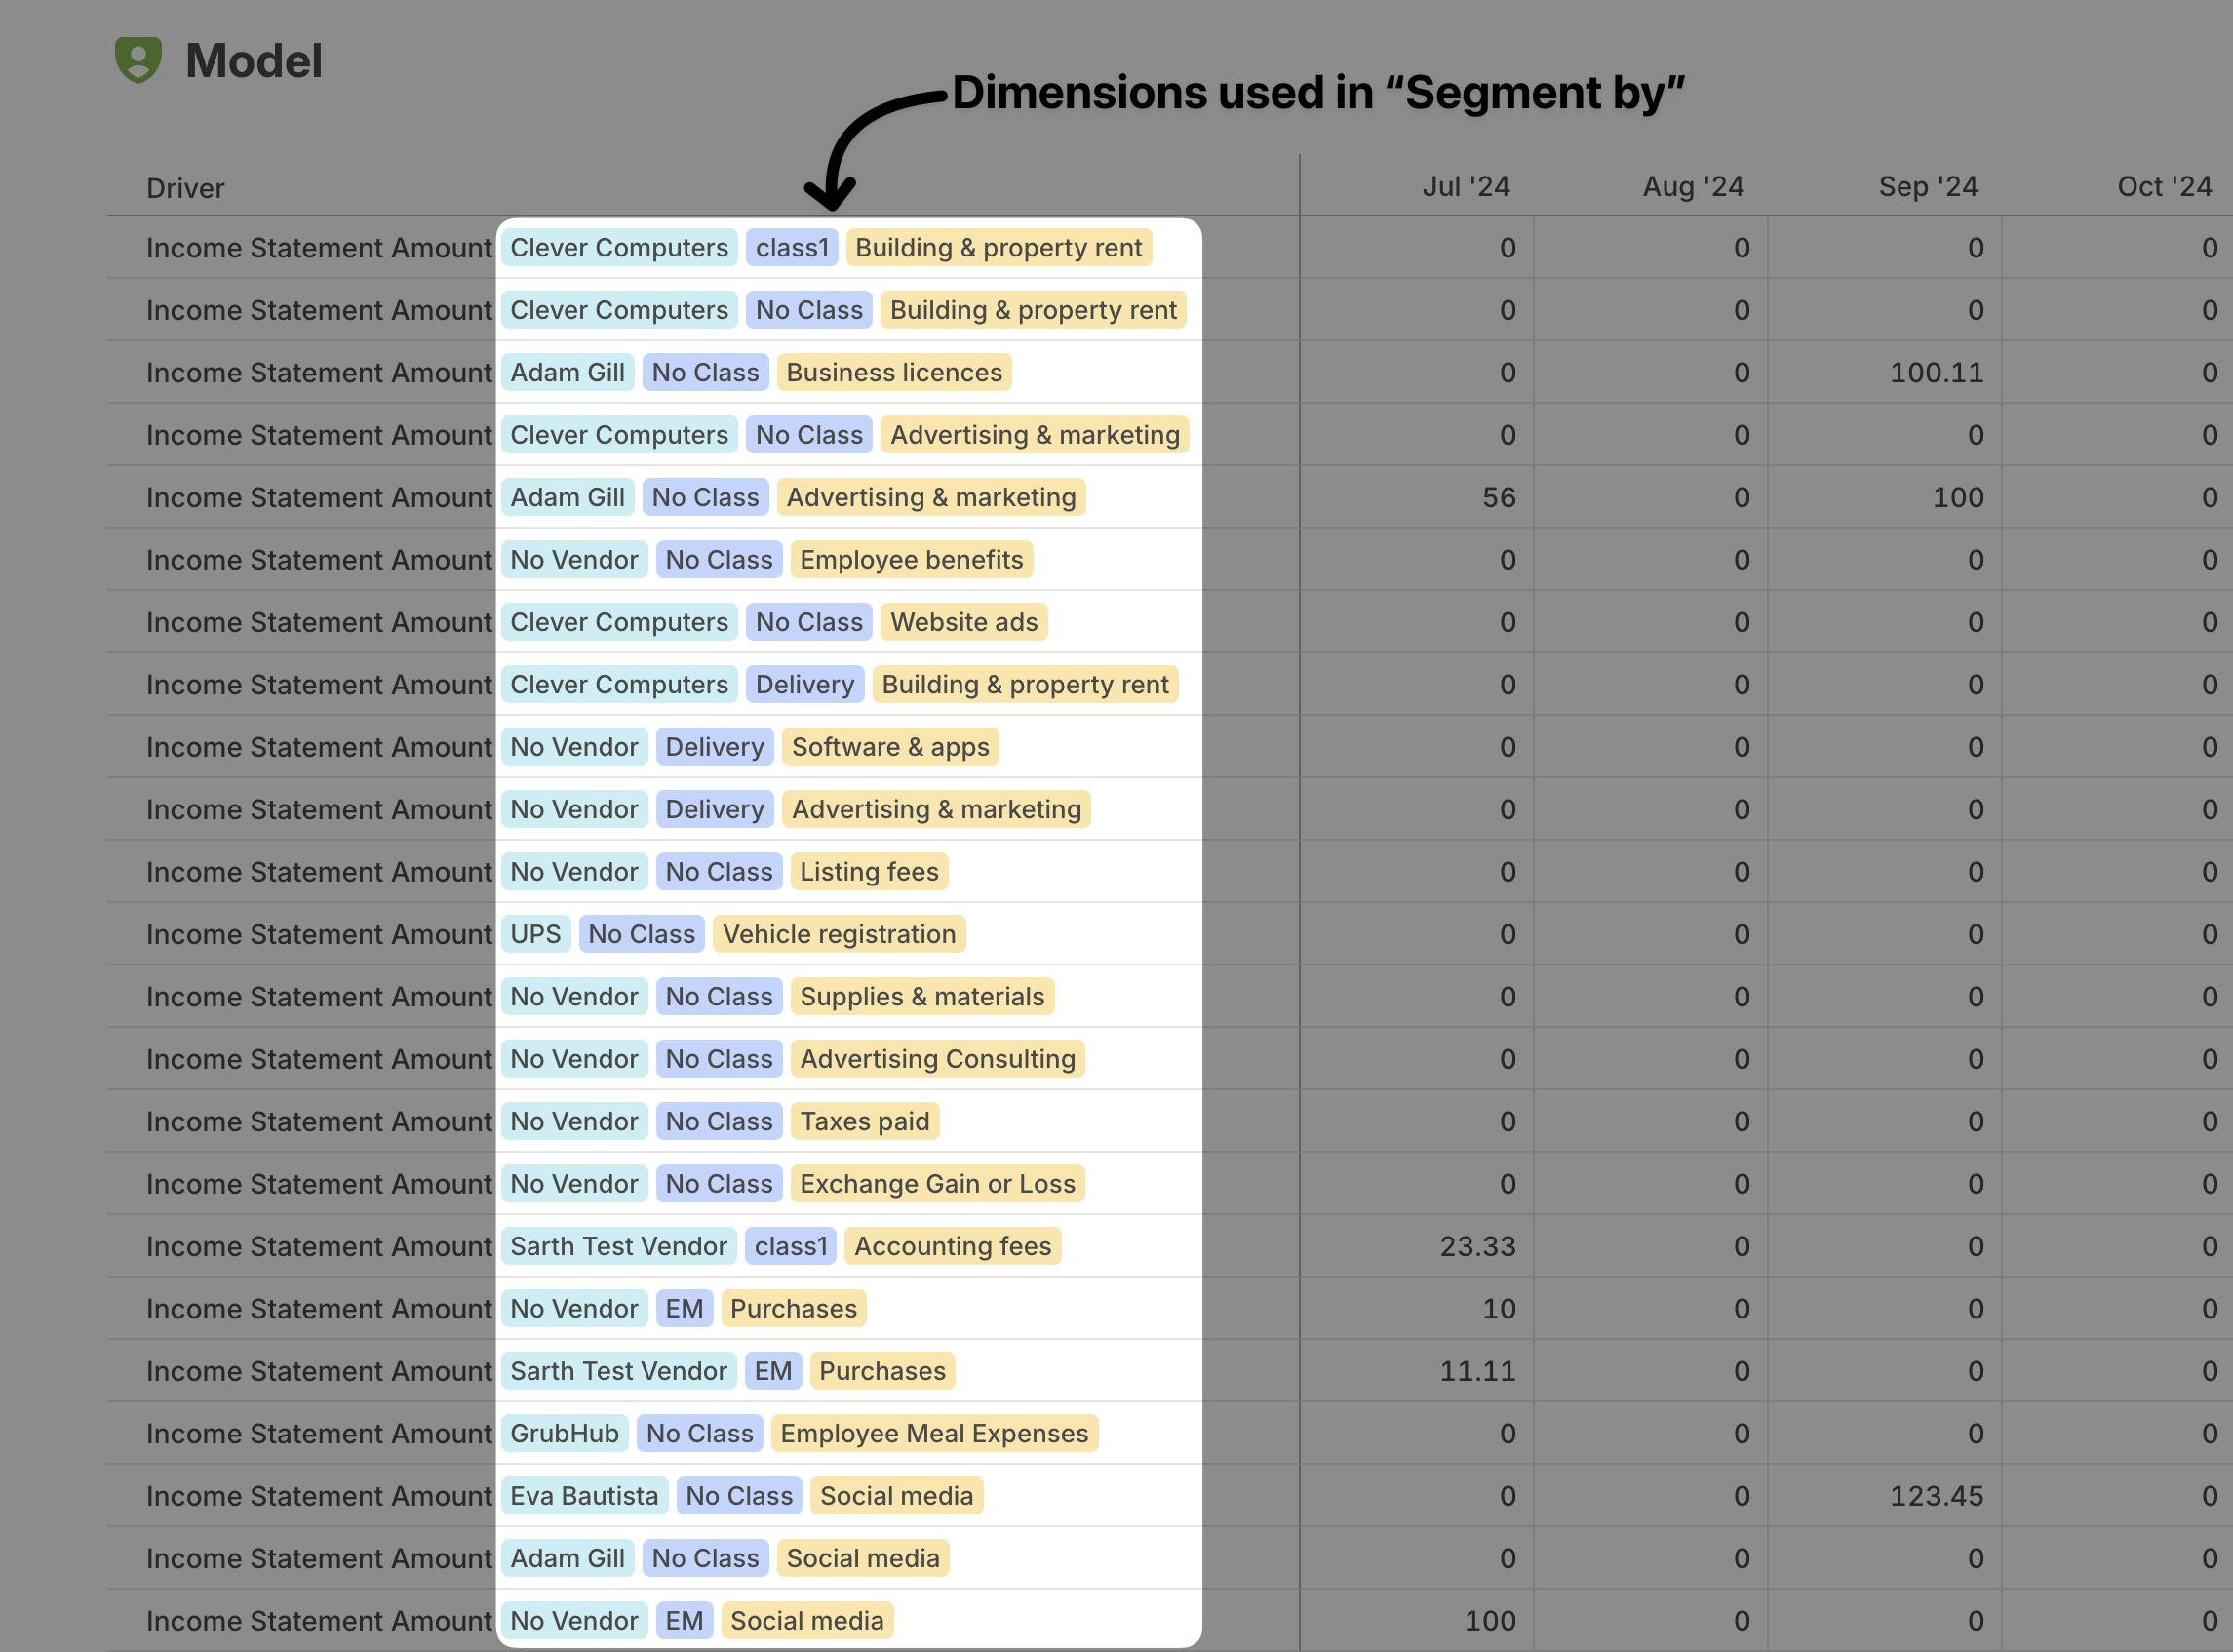 Model
Dimensions used in “Segment by”
Driver Jul '24 Aug '24 Sep '24 Oct '24
Income Statement Amount Clever Computers class1 Building & property rent 0 0 0 0
Income Statement Amount Clever Computers No Class Building & property rent 0 0 0 0
Income Statement Amount Adam Gill No Class Business licences 0 0 100.11 0
Income Statement Amount Clever Computers No Class Advertising & marketing 0 0 0 0
Income Statement Amount Adam Gill No Class Advertising & marketing 56 0 100 0
Income Statement Amount No Vendor No Class Employee benefits 0 0 0 0
Income Statement Amount Clever Computers No Class Website ads 0 0 0 0
Income Statement Amount Clever Computers Delivery Building & property rent 0 0 0 0
Income Statement Amount No Vendor Delivery Software & apps 0 0 0 0
Income Statement Amount No Vendor Delivery Advertising & marketing 0 0 0 0
Income Statement Amount No Vendor No Class Listing fees 0 0 0 0
Income Statement Amount UPS No Class Vehicle registration 0 0 0 0
Income Statement Amount No Vendor No Class Supplies & materials 0 0 0 0
Income Statement Amount No Vendor No Class Advertising Consulting 0 0 0 0
Income Statement Amount No Vendor No Class Taxes paid 0 0 0 0
Income Statement Amount No Vendor No Class Exchange Gain or Loss 0 0 0 0
Income Statement Amount Sarth Test Vendor class1 Accounting fees 23.33 0 0 0
Income Statement Amount No Vendor EM Purchases 10 0 0 0
Income Statement Amount Sarth Test Vendor EM Purchases 11.11 0 0 0
Income Statement Amount GrubHub No Class Employee Meal Expenses 0 0 0 0
Income Statement Amount Eva Bautista No Class Social media 0 0 123.45 0
Income Statement Amount Adam Gill No Class Social media 0 0 0 0
Income Statement Amount No Vendor EM Social media 100 0 0 0